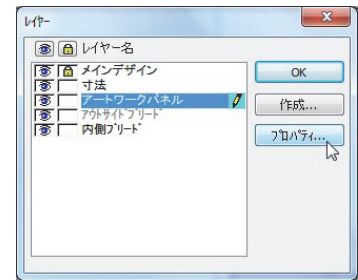 レイヤー
レイヤー名
メインデザイン
寸法
アートワークパネル
アウトサイドブリード
内側ブリード
OK
作成...
プロパティ...